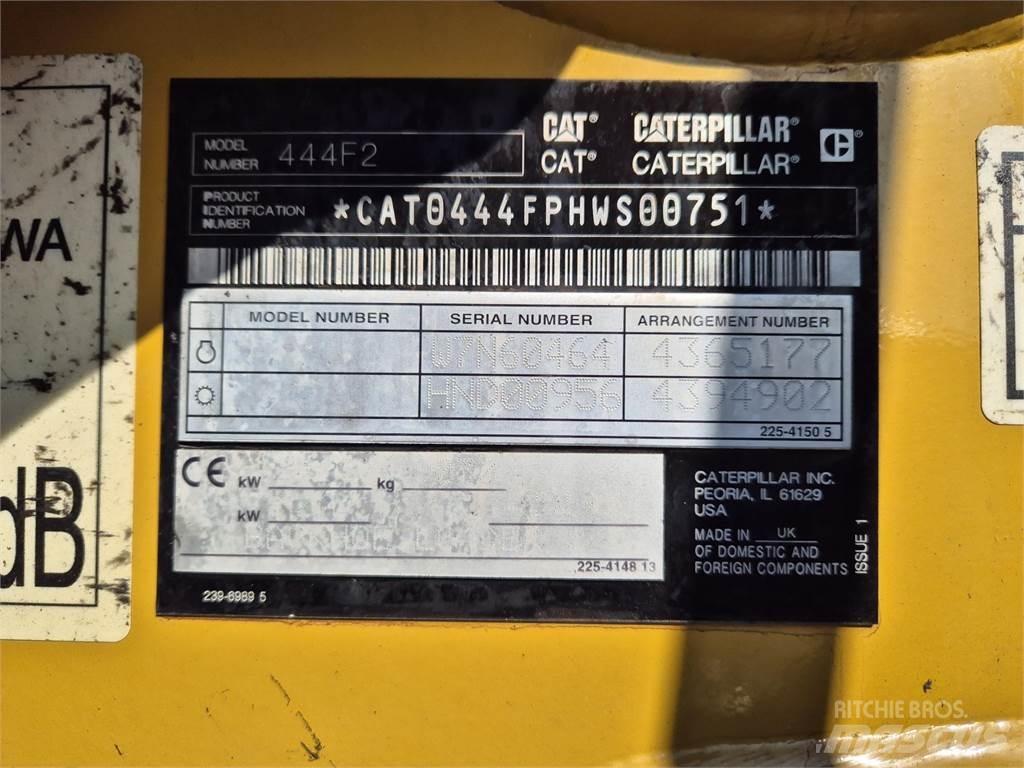 WA
dB
MODEL NUMBER 444F2
CAT® CATERPILLAR®
CAT® CATERPILLAR®
PRODUCT IDENTIFICATION NUMBER *CAT0444FPHWS00751*
MODEL NUMBER SERIAL NUMBER ARRANGEMENT NUMBER
W7N60464 4365177
HND00956 4394902
225-4150 5
CE kW kg
kW
225-4148 13
CATERPILLAR INC.
PEORIA, IL 61629
USA
MADE IN UK
OF DOMESTIC AND
FOREIGN COMPONENTS
ISSUE 1
239-6989 5
RITCHIE BROS.
MASCUS